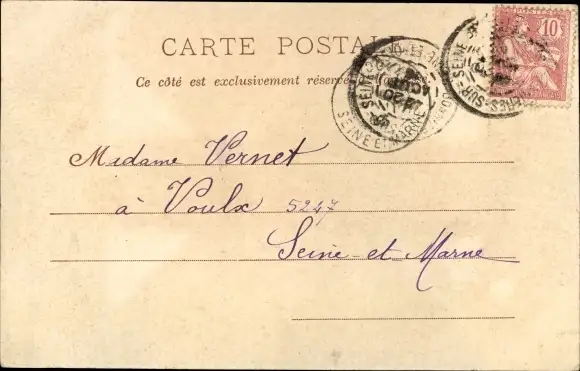 CARTE POSTALE
10
Ce côté est exclusivement réservé
SEINE ET MARNE
Madame Vernet
à Voulx 5247
Seine-et-Marne